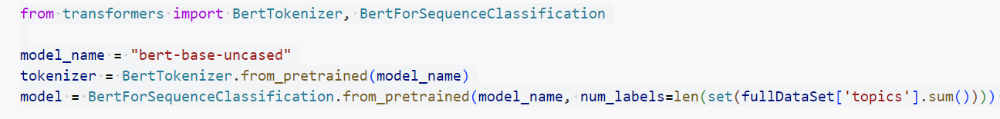 from transformers import BertTokenizer, BertForSequenceClassification
model_name = "bert-base-uncased"
tokenizer = BertTokenizer.from_pretrained(model_name)
model = BertForSequenceClassification.from_pretrained(model_name, num_labels=len(set(fullDataSet['topics'].sum())))